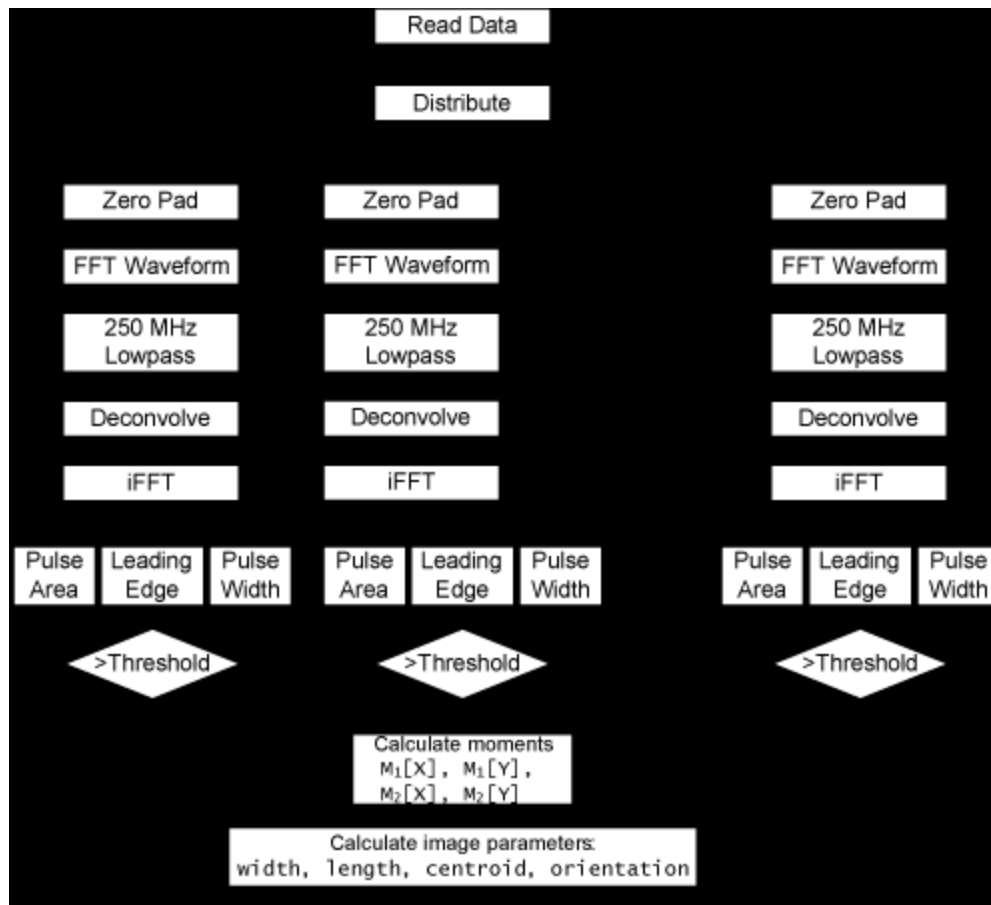 Read Data
Distribute
Zero Pad
Zero Pad
Zero Pad
FFT Waveform
FFT Waveform
FFT Waveform
250 MHz
Lowpass
250 MHz
Lowpass
250 MHz
Lowpass
Deconvolve
Deconvolve
Deconvolve
iFFT
iFFT
iFFT
Pulse
Area
Leading
Edge
Pulse
Width
Pulse
Area
Leading
Edge
Pulse
Width
Pulse
Area
Leading
Edge
Pulse
Width
>Threshold
>Threshold
>Threshold
Calculate moments
M₁[X], M₁[Y],
M₂[X], M₂[Y]
Calculate image parameters:
width, length, centroid, orientation